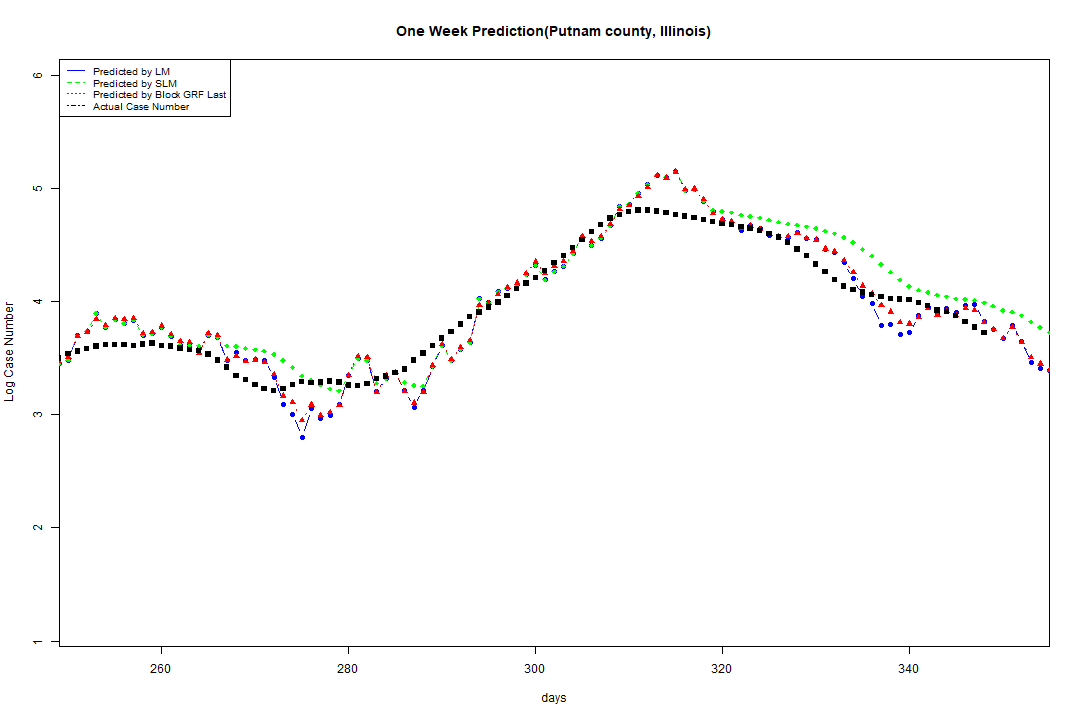 One Week Prediction(Putnam county, Illinois)
Predicted by LM
Predicted by SLM
Predicted by Block GRF Last
Actual Case Number
6
5
4
3
2
1
Log Case Number
260 280 300 320 340
days